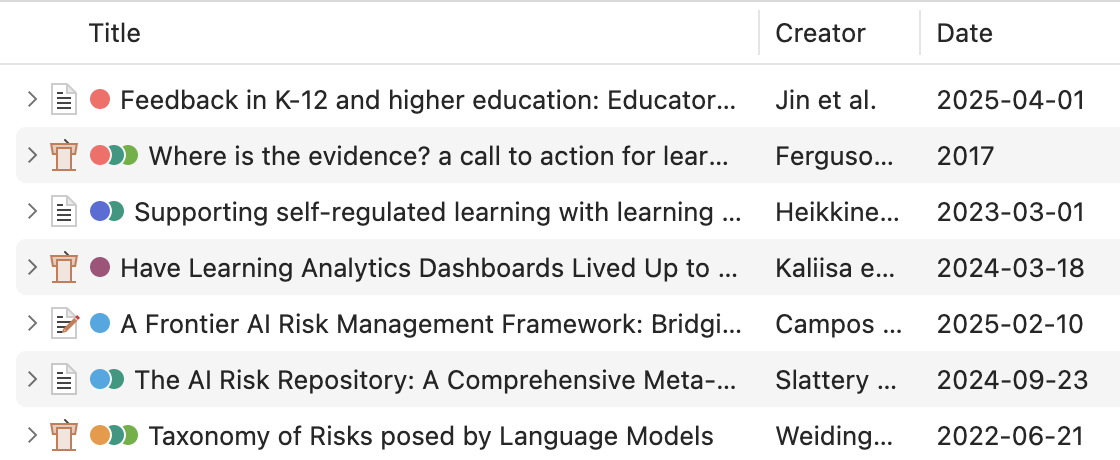 Title Creator Date
Feedback in K-12 and higher education: Educator... Jin et al. 2025-04-01
Where is the evidence? a call to action for lear... Ferguso... 2017
Supporting self-regulated learning with learning ... Heikkine... 2023-03-01
Have Learning Analytics Dashboards Lived Up to ... Kaliisa e... 2024-03-18
A Frontier AI Risk Management Framework: Bridgi... Campos ... 2025-02-10
The AI Risk Repository: A Comprehensive Meta-... Slattery ... 2024-09-23
Taxonomy of Risks posed by Language Models Weiding... 2022-06-21